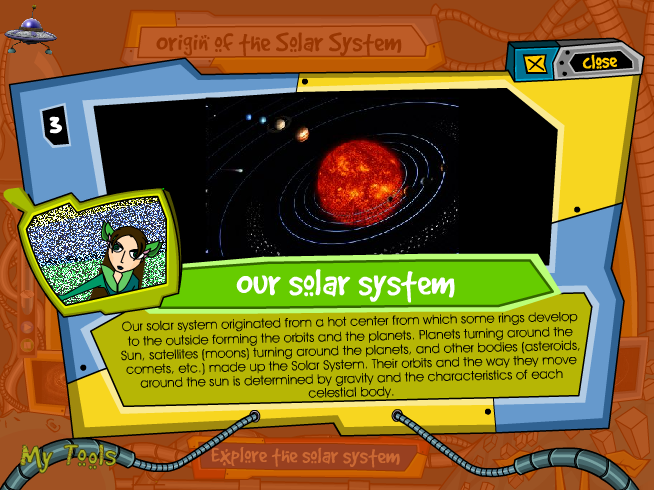 origin of the Solar System
close
3
our solar system
Our solar system originated from a hot center from which some rings develop
to the outside forming the orbits and the planets. Planets turning around the
Sun, satellites (moons) turning around the planets, and other bodies (asteroids,
comets, etc.) made up the Solar System. Their orbits and the way they move
around the sun is determined by gravity and the characteristics of each
celestial body.
My Tools
Explore the solar system